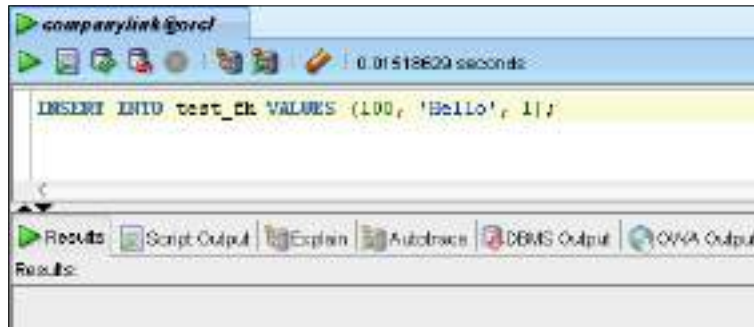 companylink@orcl
0.01518629 seconds
INSERT INTO test_fk VALUES (100, 'Hello', 1);
Results Script Output Explain Autotrace DBMS Output OWA Output
Results: